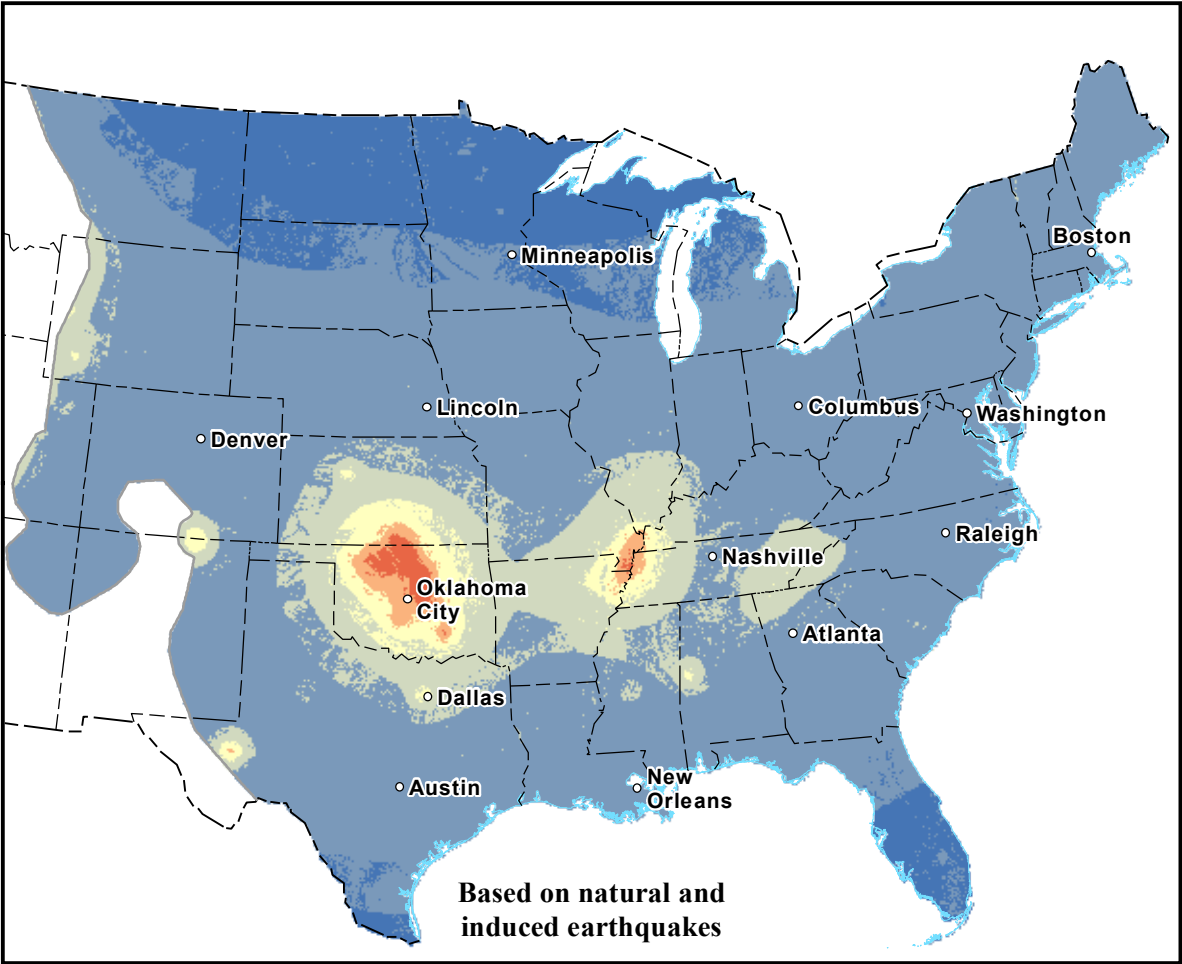 Boston
Minneapolis
Lincoln
Columbus
Washington
Denver
Raleigh
Nashville
Oklahoma
City
Atlanta
Dallas
Austin
New
Orleans
Based on natural and
induced earthquakes